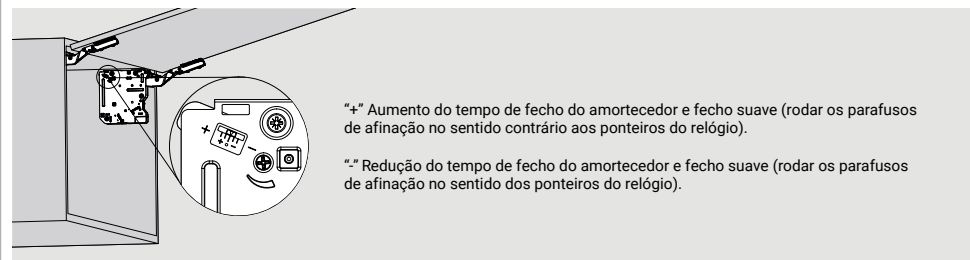 "+" Aumento do tempo de fecho do amortecedor e fecho suave (rodar os parafusos
de afinação no sentido contrário aos ponteiros do relógio).
"-" Redução do tempo de fecho do amortecedor e fecho suave (rodar os parafusos
de afinação no sentido dos ponteiros do relógio).
+
+ o -
-